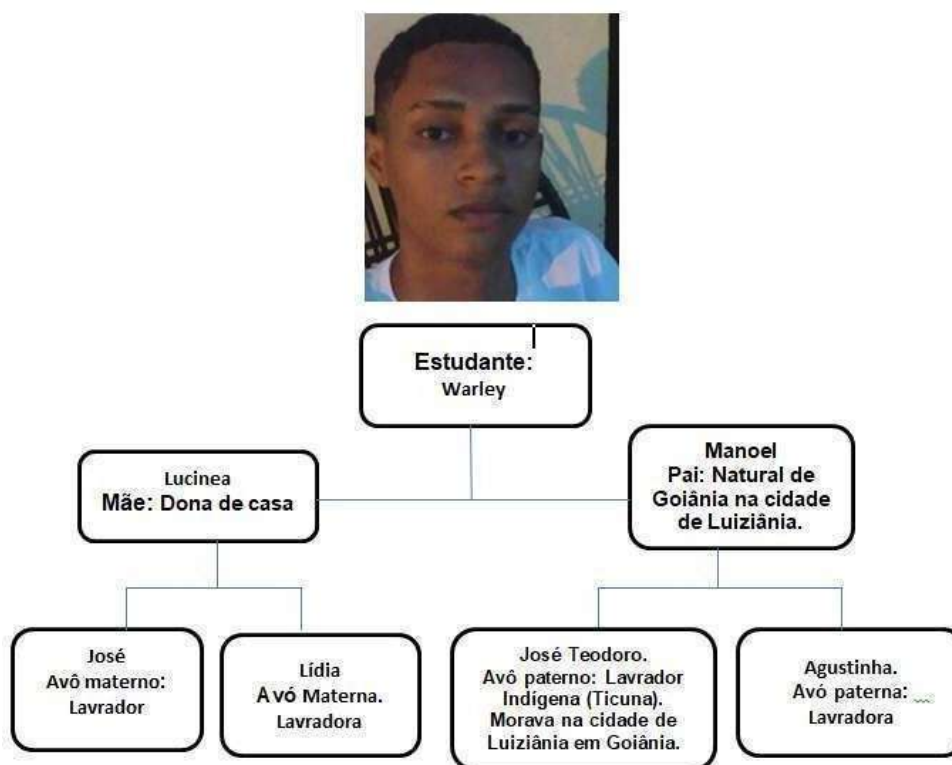 Estudante:
Warley
Lucinea
Mãe: Dona de casa
Manoel
Pai: Natural de
Goiânia na cidade
de Luiziânia.
José
Avô materno:
Lavrador
Lídia
Avó Materna.
Lavradora
José Teodoro.
Avô paterno: Lavrador
Indígena (Ticuna).
Morava na cidade de
Luiziânia em Goiânia.
Agustinha.
Avó paterna:
Lavradora